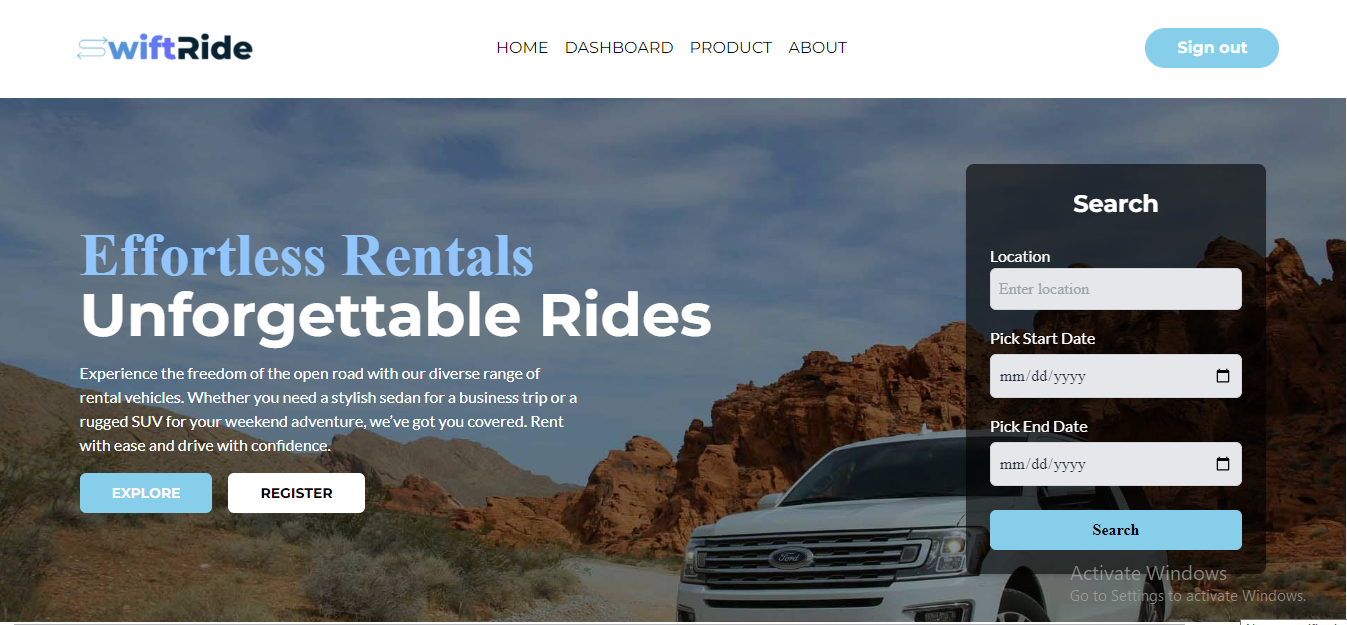 SwiftRide
HOME DASHBOARD PRODUCT ABOUT
Sign out
Effortless Rentals
Unforgettable Rides
Experience the freedom of the open road with our diverse range of
rental vehicles. Whether you need a stylish sedan for a business trip or a
rugged SUV for your weekend adventure, we've got you covered. Rent
with ease and drive with confidence.
EXPLORE REGISTER
Search
Location
Enter location
Pick Start Date
mm/dd/yyyy
Pick End Date
mm/dd/yyyy
Search
Ford
Activate Windows
Go to Settings to activate Windows.